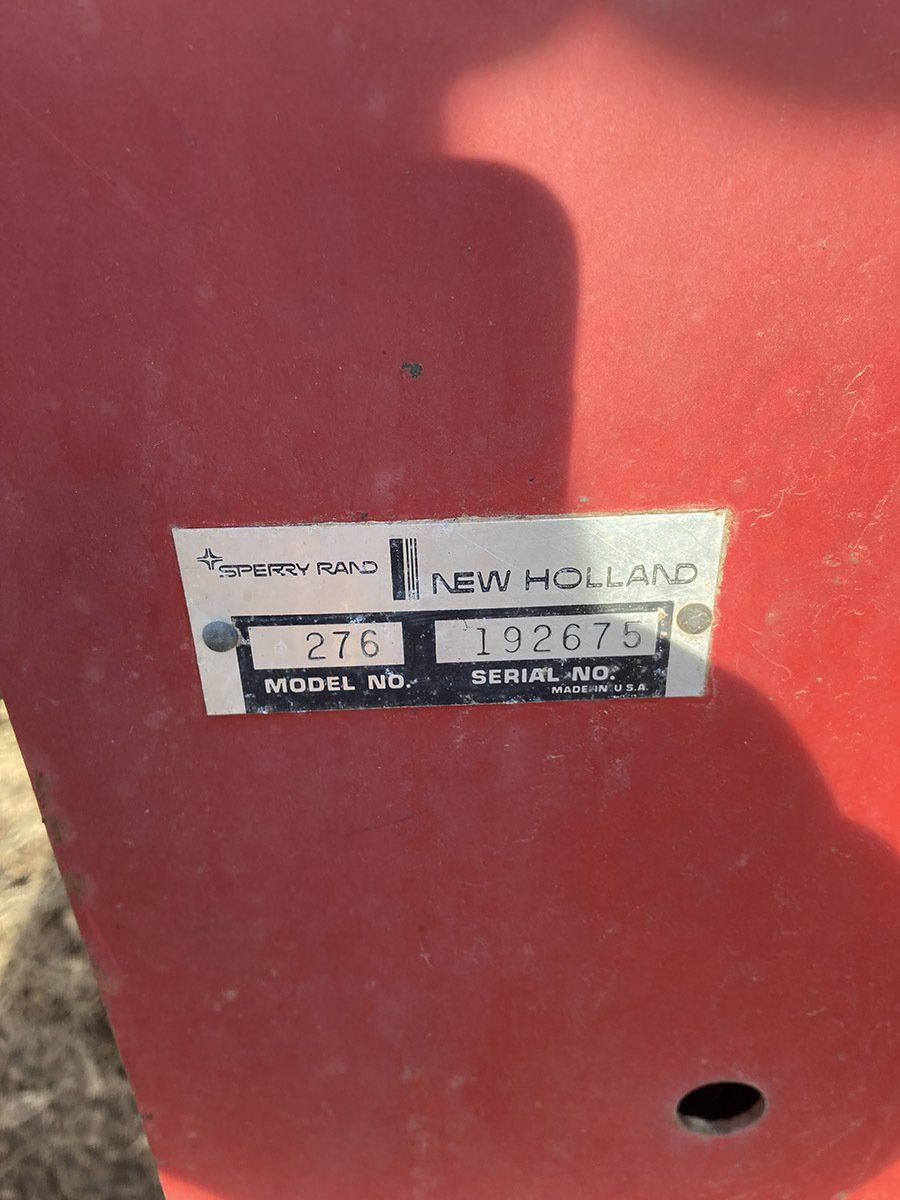 SPERRY RAND NEW HOLLAND
276 192675
MODEL NO. SERIAL NO.
MADE IN U.S.A.